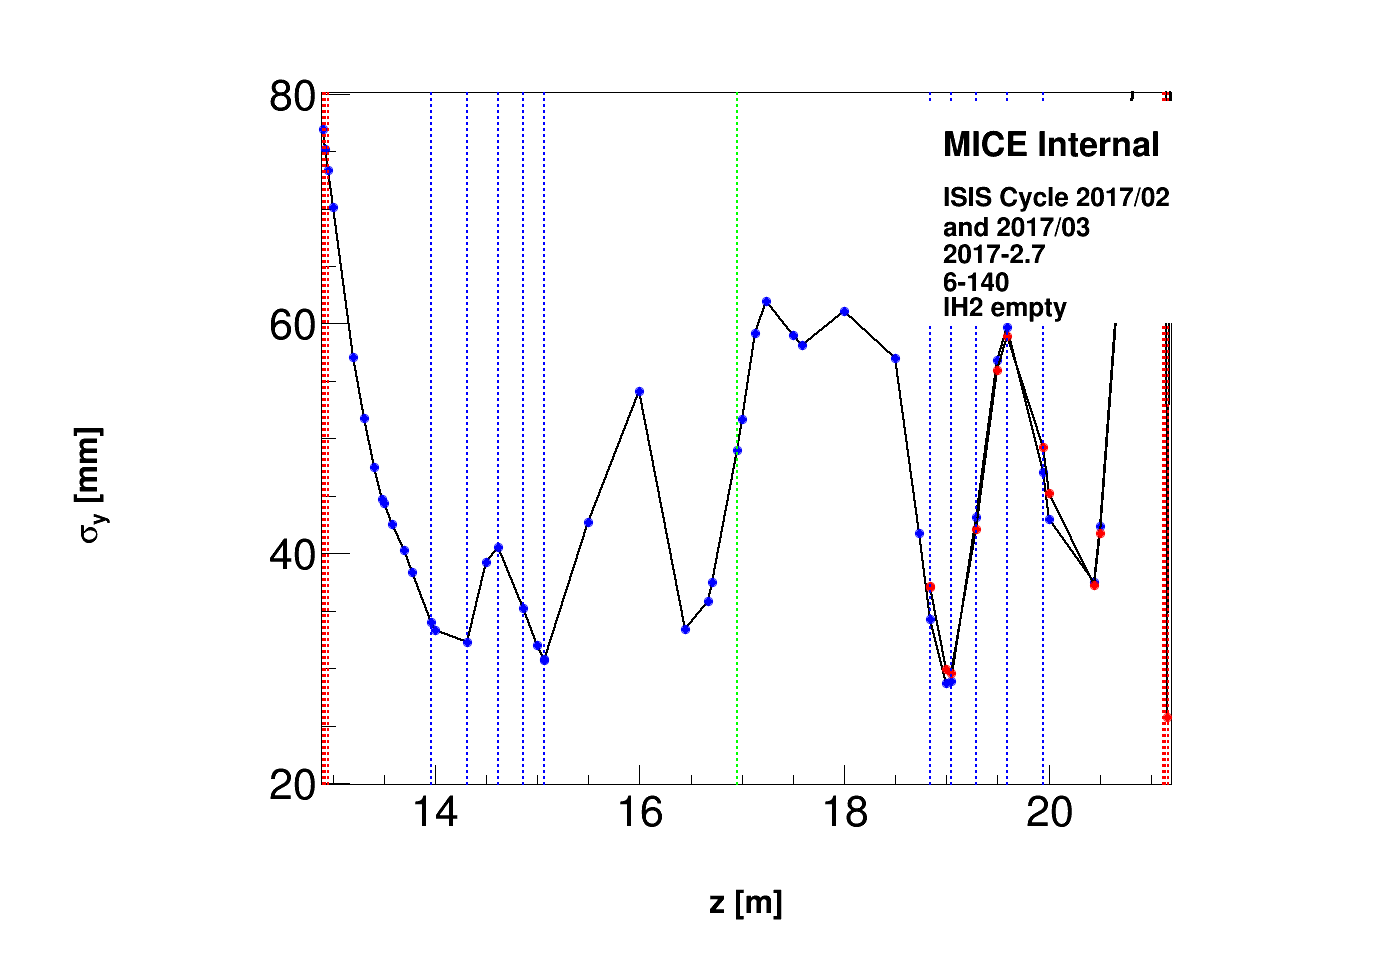 80
60
40
20
σy [mm]
MICE Internal
ISIS Cycle 2017/02
and 2017/03
2017-2.7
6-140
lH2 empty
14 16 18 20
z [m]